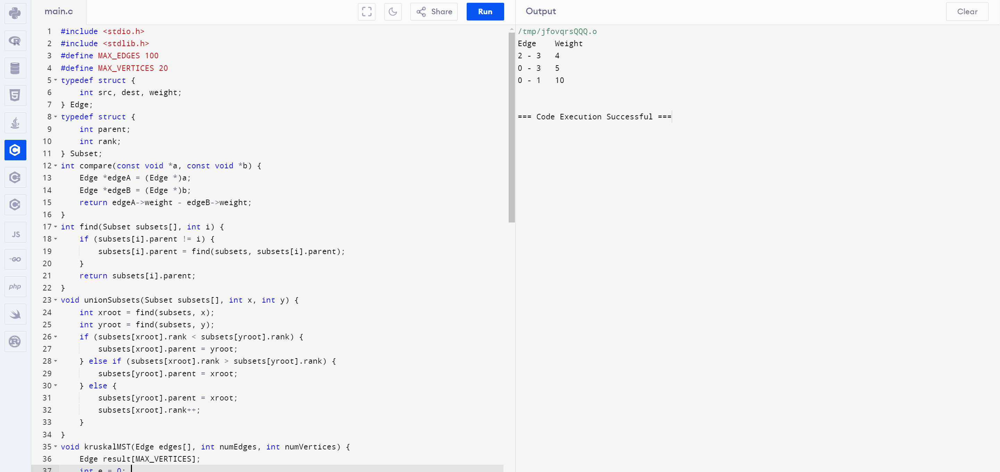 main.c
Share
Run
Output
Clear
1 #include <stdio.h>
2 #include <stdlib.h>
3 #define MAX_EDGES 100
4 #define MAX_VERTICES 20
5 typedef struct {
6     int src, dest, weight;
7 } Edge;
8 typedef struct {
9     int parent;
10     int rank;
11 } Subset;
12 int compare(const void *a, const void *b) {
13     Edge *edgeA = (Edge *)a;
14     Edge *edgeB = (Edge *)b;
15     return edgeA->weight - edgeB->weight;
16 }
17 int find(Subset subsets[], int i) {
18     if (subsets[i].parent != i) {
19         subsets[i].parent = find(subsets, subsets[i].parent);
20     }
21     return subsets[i].parent;
22 }
23 void unionSubsets(Subset subsets[], int x, int y) {
24     int xroot = find(subsets, x);
25     int yroot = find(subsets, y);
26     if (subsets[xroot].rank < subsets[yroot].rank) {
27         subsets[xroot].parent = yroot;
28     } else if (subsets[xroot].rank > subsets[yroot].rank) {
29         subsets[yroot].parent = xroot;
30     } else {
31         subsets[yroot].parent = xroot;
32         subsets[xroot].rank++;
33     }
34 }
35 void kruskalMST(Edge edges[], int numEdges, int numVertices) {
36     Edge result[MAX_VERTICES];
37     int e = 0;
/tmp/jfovqrsQQQ.o
Edge    Weight
2 - 3   4
0 - 3   5
0 - 1   10
=== Code Execution Successful ===
R
5
C
C
C
JS
GO
php
R